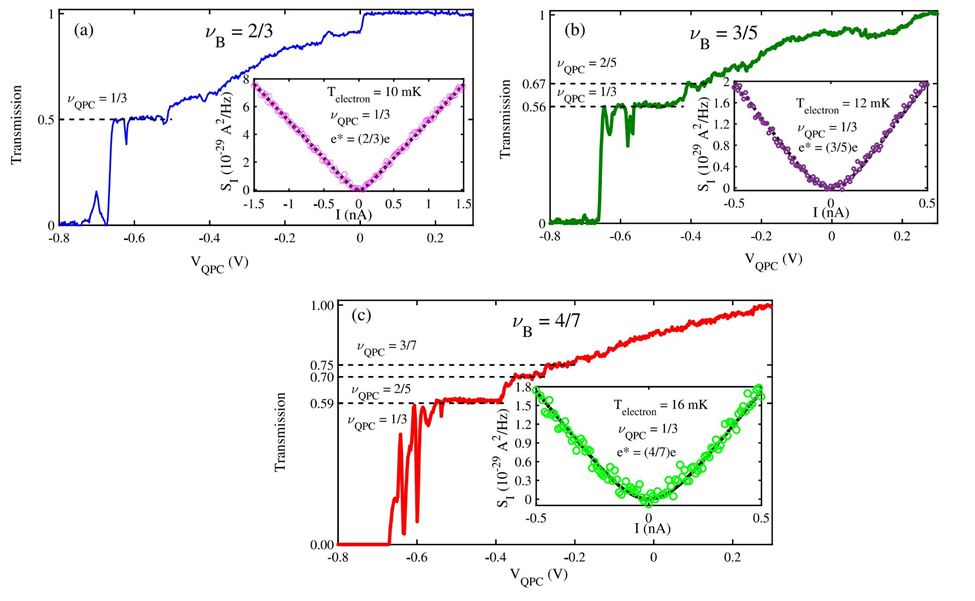 (a)
ν_B = 2/3
Transmission
1
0.5
0
ν_QPC = 1/3
-0.8
-0.6
-0.4
-0.2
0
0.2
V_QPC (V)
S_I (10^-29 A^2/Hz)
8
6
4
2
0
T_electron = 10 mK
ν_QPC = 1/3
e* = (2/3)e
-1.5
-1
-0.5
0
0.5
1
1.5
I (nA)
(b)
ν_B = 3/5
Transmission
1
0.67
0.56
0
ν_QPC = 2/5
ν_QPC = 1/3
-0.8
-0.6
-0.4
-0.2
0
0.2
V_QPC (V)
S_I (10^-29 A^2/Hz)
2
1.6
1.2
0.8
0.4
0
T_electron = 12 mK
ν_QPC = 1/3
e* = (3/5)e
-0.5
0
0.5
I (nA)
(c)
ν_B = 4/7
Transmission
1.00
0.75
0.70
0.59
0.00
ν_QPC = 3/7
ν_QPC = 2/5
ν_QPC = 1/3
-0.8
-0.6
-0.4
-0.2
0
0.2
V_QPC (V)
S_I (10^-29 A^2/Hz)
1.8
1.5
1.2
0.9
0.6
0.3
0
T_electron = 16 mK
ν_QPC = 1/3
e* = (4/7)e
-0.5
0
0.5
I (nA)